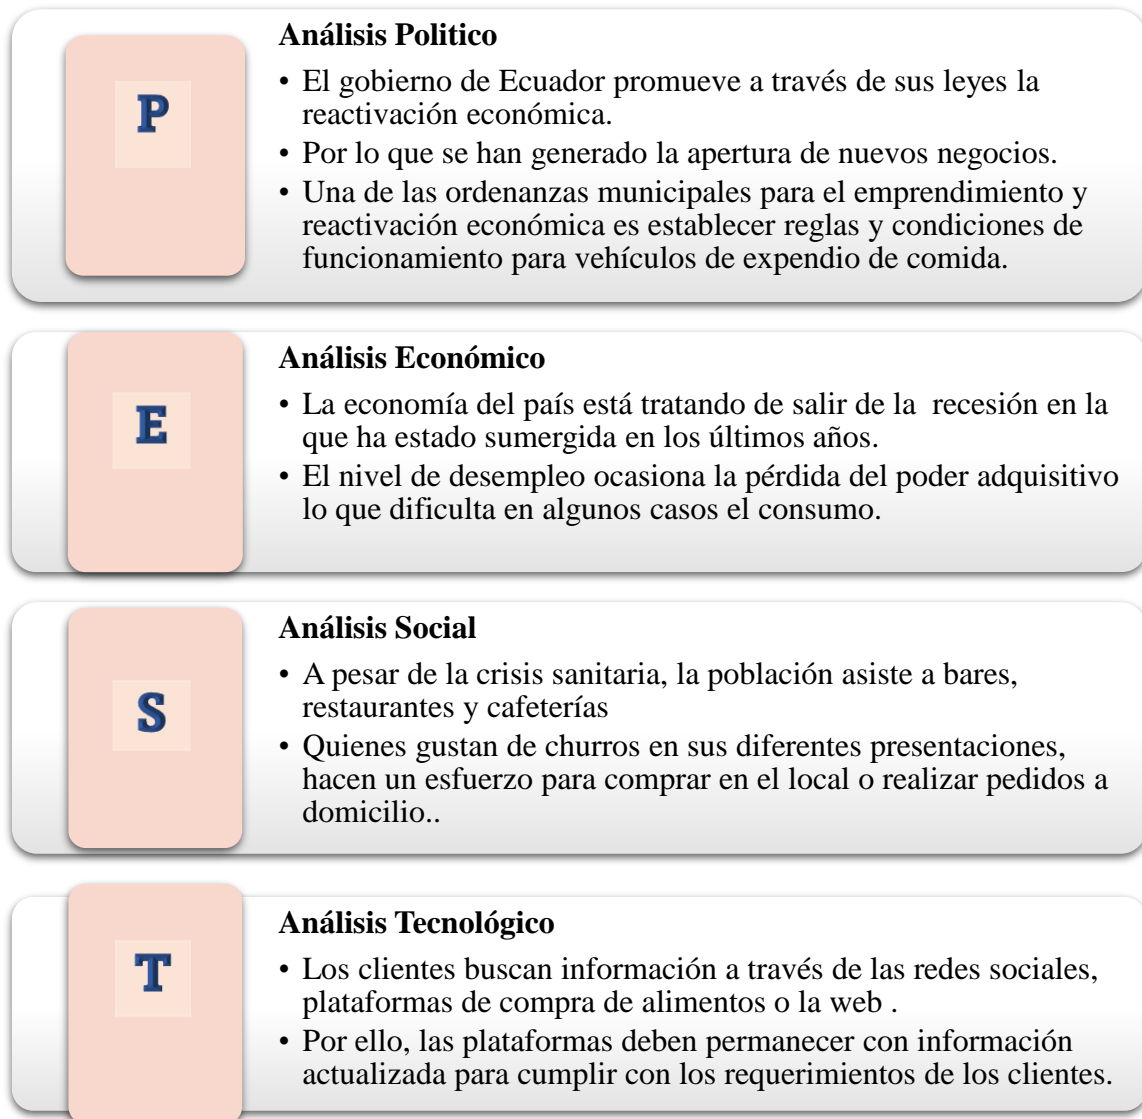 Análisis Politico
P
• El gobierno de Ecuador promueve a través de sus leyes la
reactivación económica.
• Por lo que se han generado la apertura de nuevos negocios.
• Una de las ordenanzas municipales para el emprendimiento y
reactivación económica es establecer reglas y condiciones de
funcionamiento para vehículos de expendio de comida.
Análisis Económico
E
• La economía del país está tratando de salir de la  recesión en la
que ha estado sumergida en los últimos años.
• El nivel de desempleo ocasiona la pérdida del poder adquisitivo
lo que dificulta en algunos casos el consumo.
Análisis Social
S
• A pesar de la crisis sanitaria, la población asiste a bares,
restaurantes y cafeterías
• Quienes gustan de churros en sus diferentes presentaciones,
hacen un esfuerzo para comprar en el local o realizar pedidos a
domicilio..
Análisis Tecnológico
T
• Los clientes buscan información a través de las redes sociales,
plataformas de compra de alimentos o la web .
• Por ello, las plataformas deben permanecer con información
actualizada para cumplir con los requerimientos de los clientes.